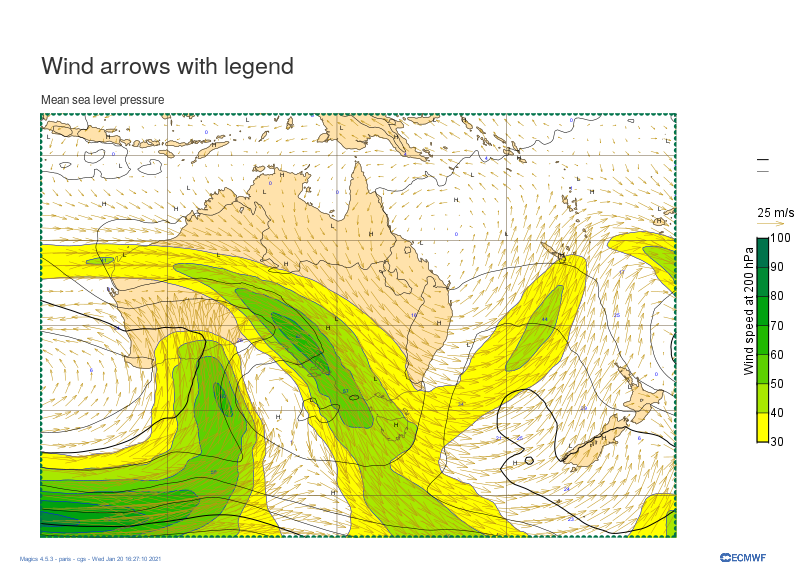 Wind arrows with legend
Mean sea level pressure
25 m/s
Wind speed at 200 hPa
100
90
80
70
60
50
40
30
Magics 4.5.3 - paris - cgs - Wed Jan 20 16:27:10 2021
ECMWF